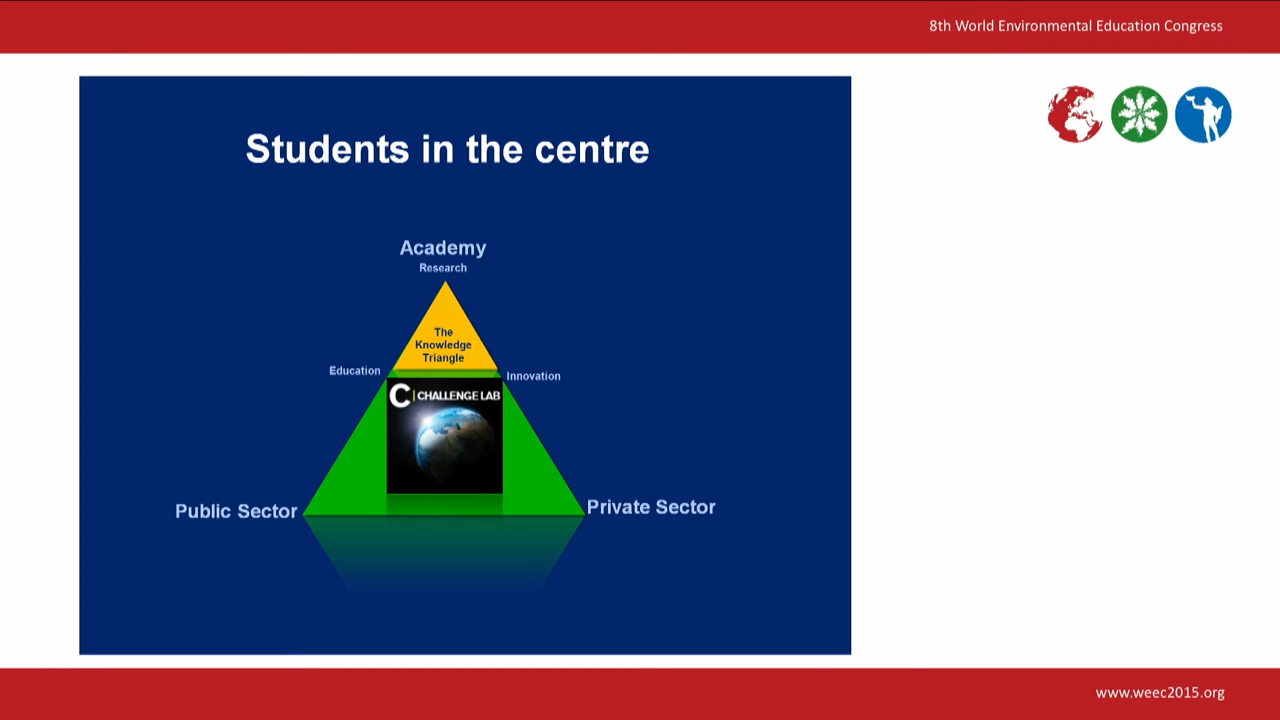 8th World Environmental Education Congress
Students in the centre
Academy
Research
The
Knowledge
Triangle
Education
Innovation
C | CHALLENGE LAB
Public Sector
Private Sector
www.weec2015.org